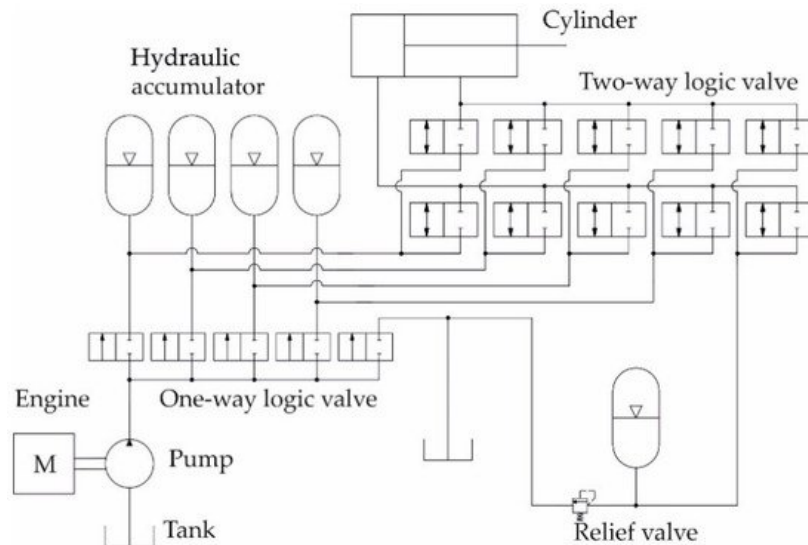 Cylinder
Hydraulic
accumulator
Two-way logic valve
Engine
One-way logic valve
M
Pump
Tank
Relief valve